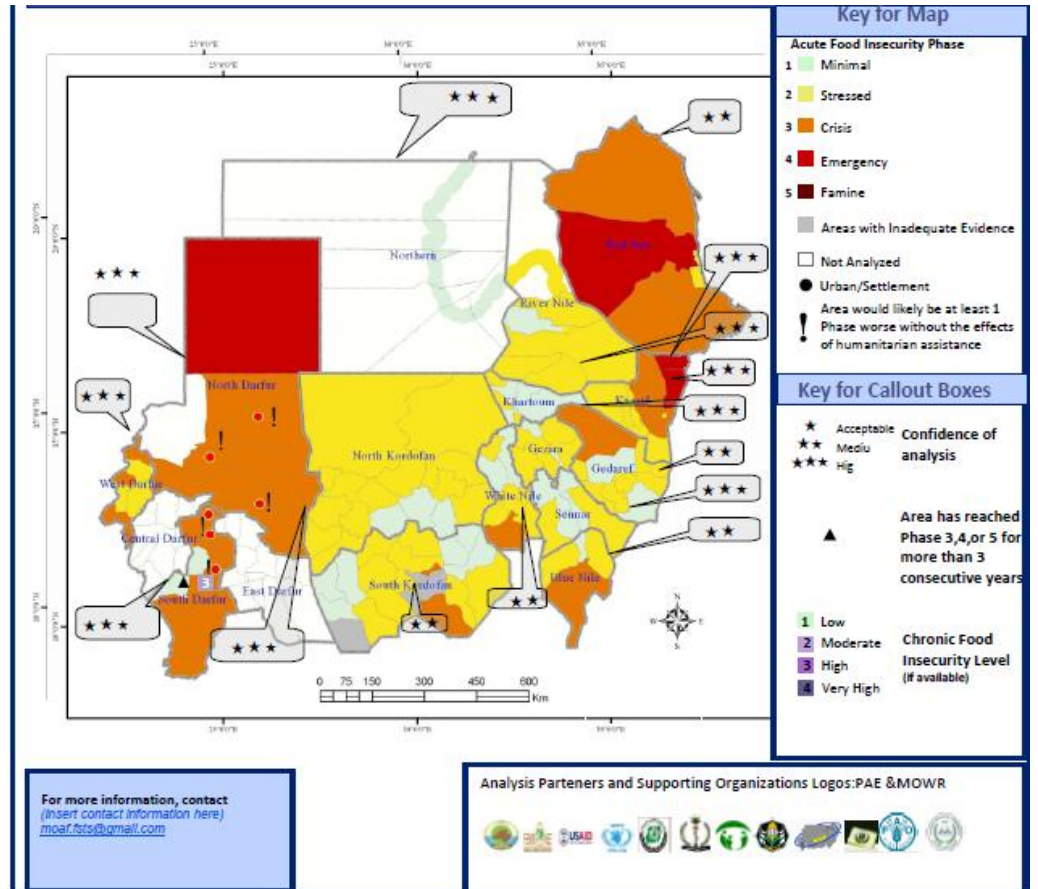 Key for Map
Acute Food Insecurity Phase
1 Minimal
2 Stressed
3 Crisis
4 Emergency
5 Famine
Areas with Inadequate Evidence
Not Analyzed
Urban/Settlement
! Area would likely be at least 1
Phase worse without the effects
of humanitarian assistance
Key for Callout Boxes
Acceptable
Mediu
Hig
Confidence of
analysis
Area has reached
Phase 3,4,or 5 for
more than 3
consecutive years
1 Low
2 Moderate
3 High
4 Very High
Chronic Food
Insecurity Level
(if available)
Northern
River Nile
North Darfur
Khartoum
North Kordofan
Gezara
Gedaref
West Darfur
White Nile
Sennar
Central Darfur
3
South Kordofan
Blue Nile
South Darfur
East Darfur
N
W
E
S
0 75 150 300 450 600
Km
For more information, contact
(Insert contact information here)
moaf.fsts@gmail.com
Analysis Parteners and Supporting Organizations Logos:PAE &MOWR
USAID